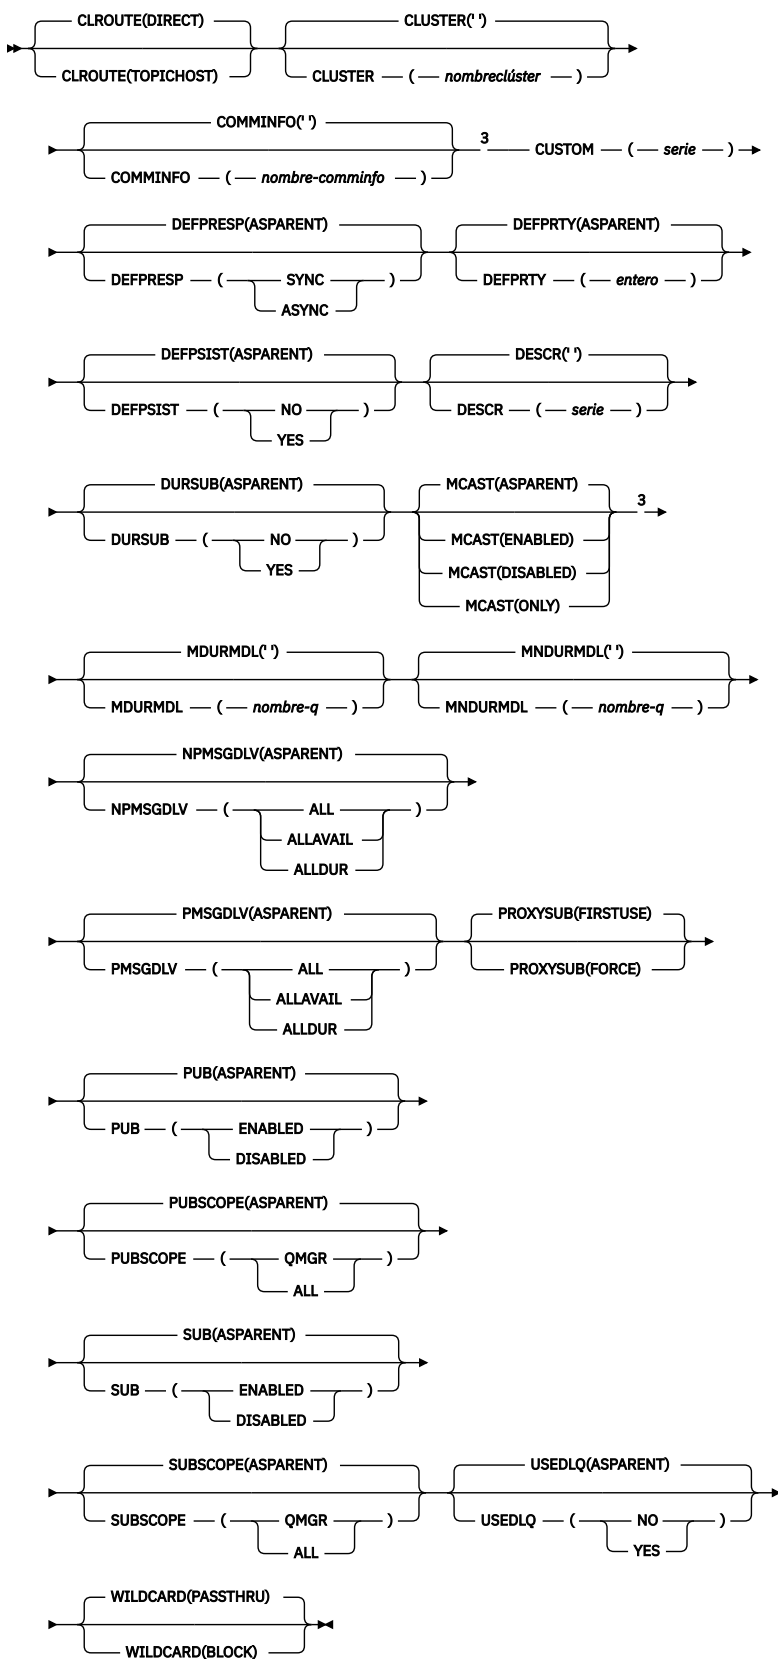 CLROUTE(DIRECT) CLUSTER(' ')
CLROUTE(TOPICHOST) CLUSTER ( nombreclúster )
COMMINFO(' ')
3
CUSTOM ( serie )
COMMINFO ( nombre-comminfo )
DEFPRESP(ASPARENT) DEFPRTY(ASPARENT)
DEFPRESP ( SYNC ) DEFPRTY ( entero )
ASYNC
DEFPSIST(ASPARENT) DESCR(' ')
DEFPSIST ( NO ) DESCR ( serie )
YES
DURSUB(ASPARENT) MCAST(ASPARENT)
3
DURSUB ( NO ) MCAST(ENABLED)
YES MCAST(DISABLED)
MCAST(ONLY)
MDURMDL(' ') MNDURMDL(' ')
MDURMDL ( nombre-q ) MNDURMDL ( nombre-q )
NPMSGDLV(ASPARENT)
NPMSGDLV ( ALL )
ALLAVAIL
ALLDUR
PMSGDLV(ASPARENT) PROXYSUB(FIRSTUSE)
PMSGDLV ( ALL ) PROXYSUB(FORCE)
ALLAVAIL
ALLDUR
PUB(ASPARENT)
PUB ( ENABLED )
DISABLED
PUBSCOPE(ASPARENT)
PUBSCOPE ( QMGR )
ALL
SUB(ASPARENT)
SUB ( ENABLED )
DISABLED
SUBSCOPE(ASPARENT) USEDLQ(ASPARENT)
SUBSCOPE ( QMGR ) USEDLQ ( NO )
ALL YES
WILDCARD(PASSTHRU)
WILDCARD(BLOCK)